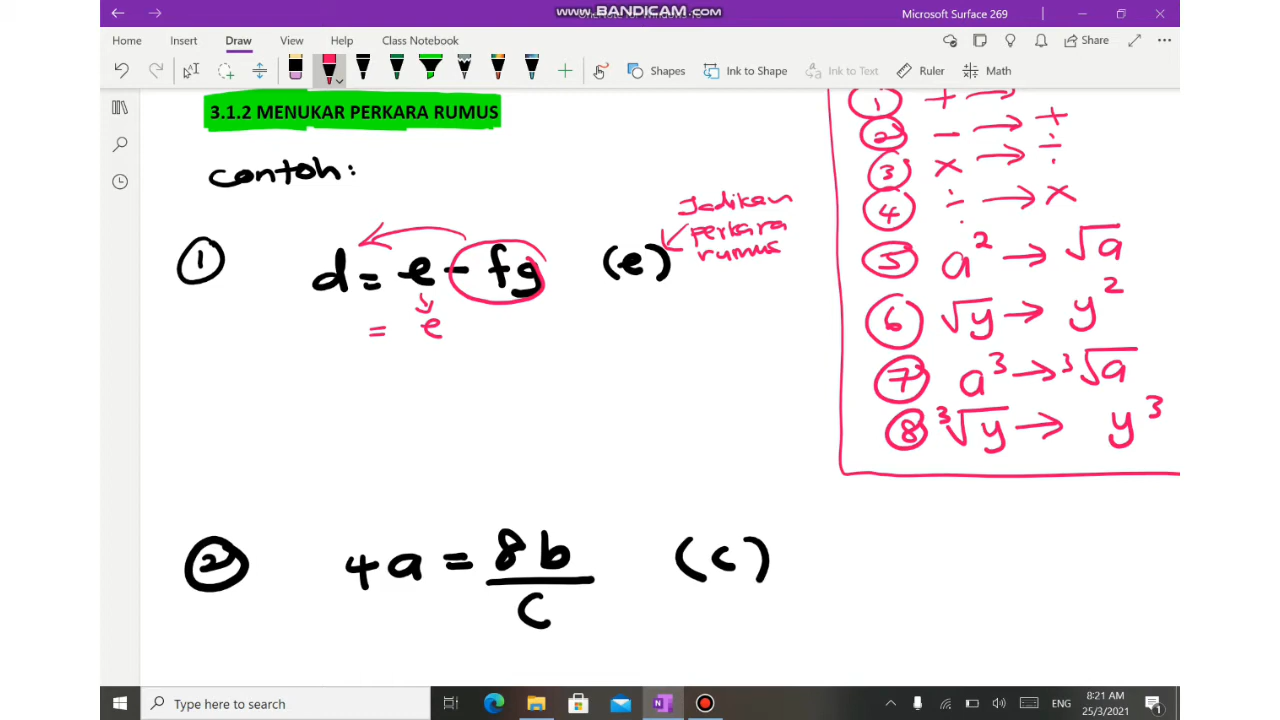 www.BANDICAM.com
Microsoft Surface 269
Home Insert Draw View Help Class Notebook Share
Shapes Ink to Shape Ink to Text Ruler Math
3.1.2 MENUKAR PERKARA RUMUS
Contoh:
① d = e - fg (e)
= e
Jadikan
perkara
rumus
② 4a = 8b/c (c)
① + →
② - → +
③ × → ÷
④ ÷ → ×
⑤ a² → √a
⑥ √y → y²
⑦ a³ → ³√a
⑧ ³√y → y³
Type here to search
ENG
8:21 AM
25/3/2021
1